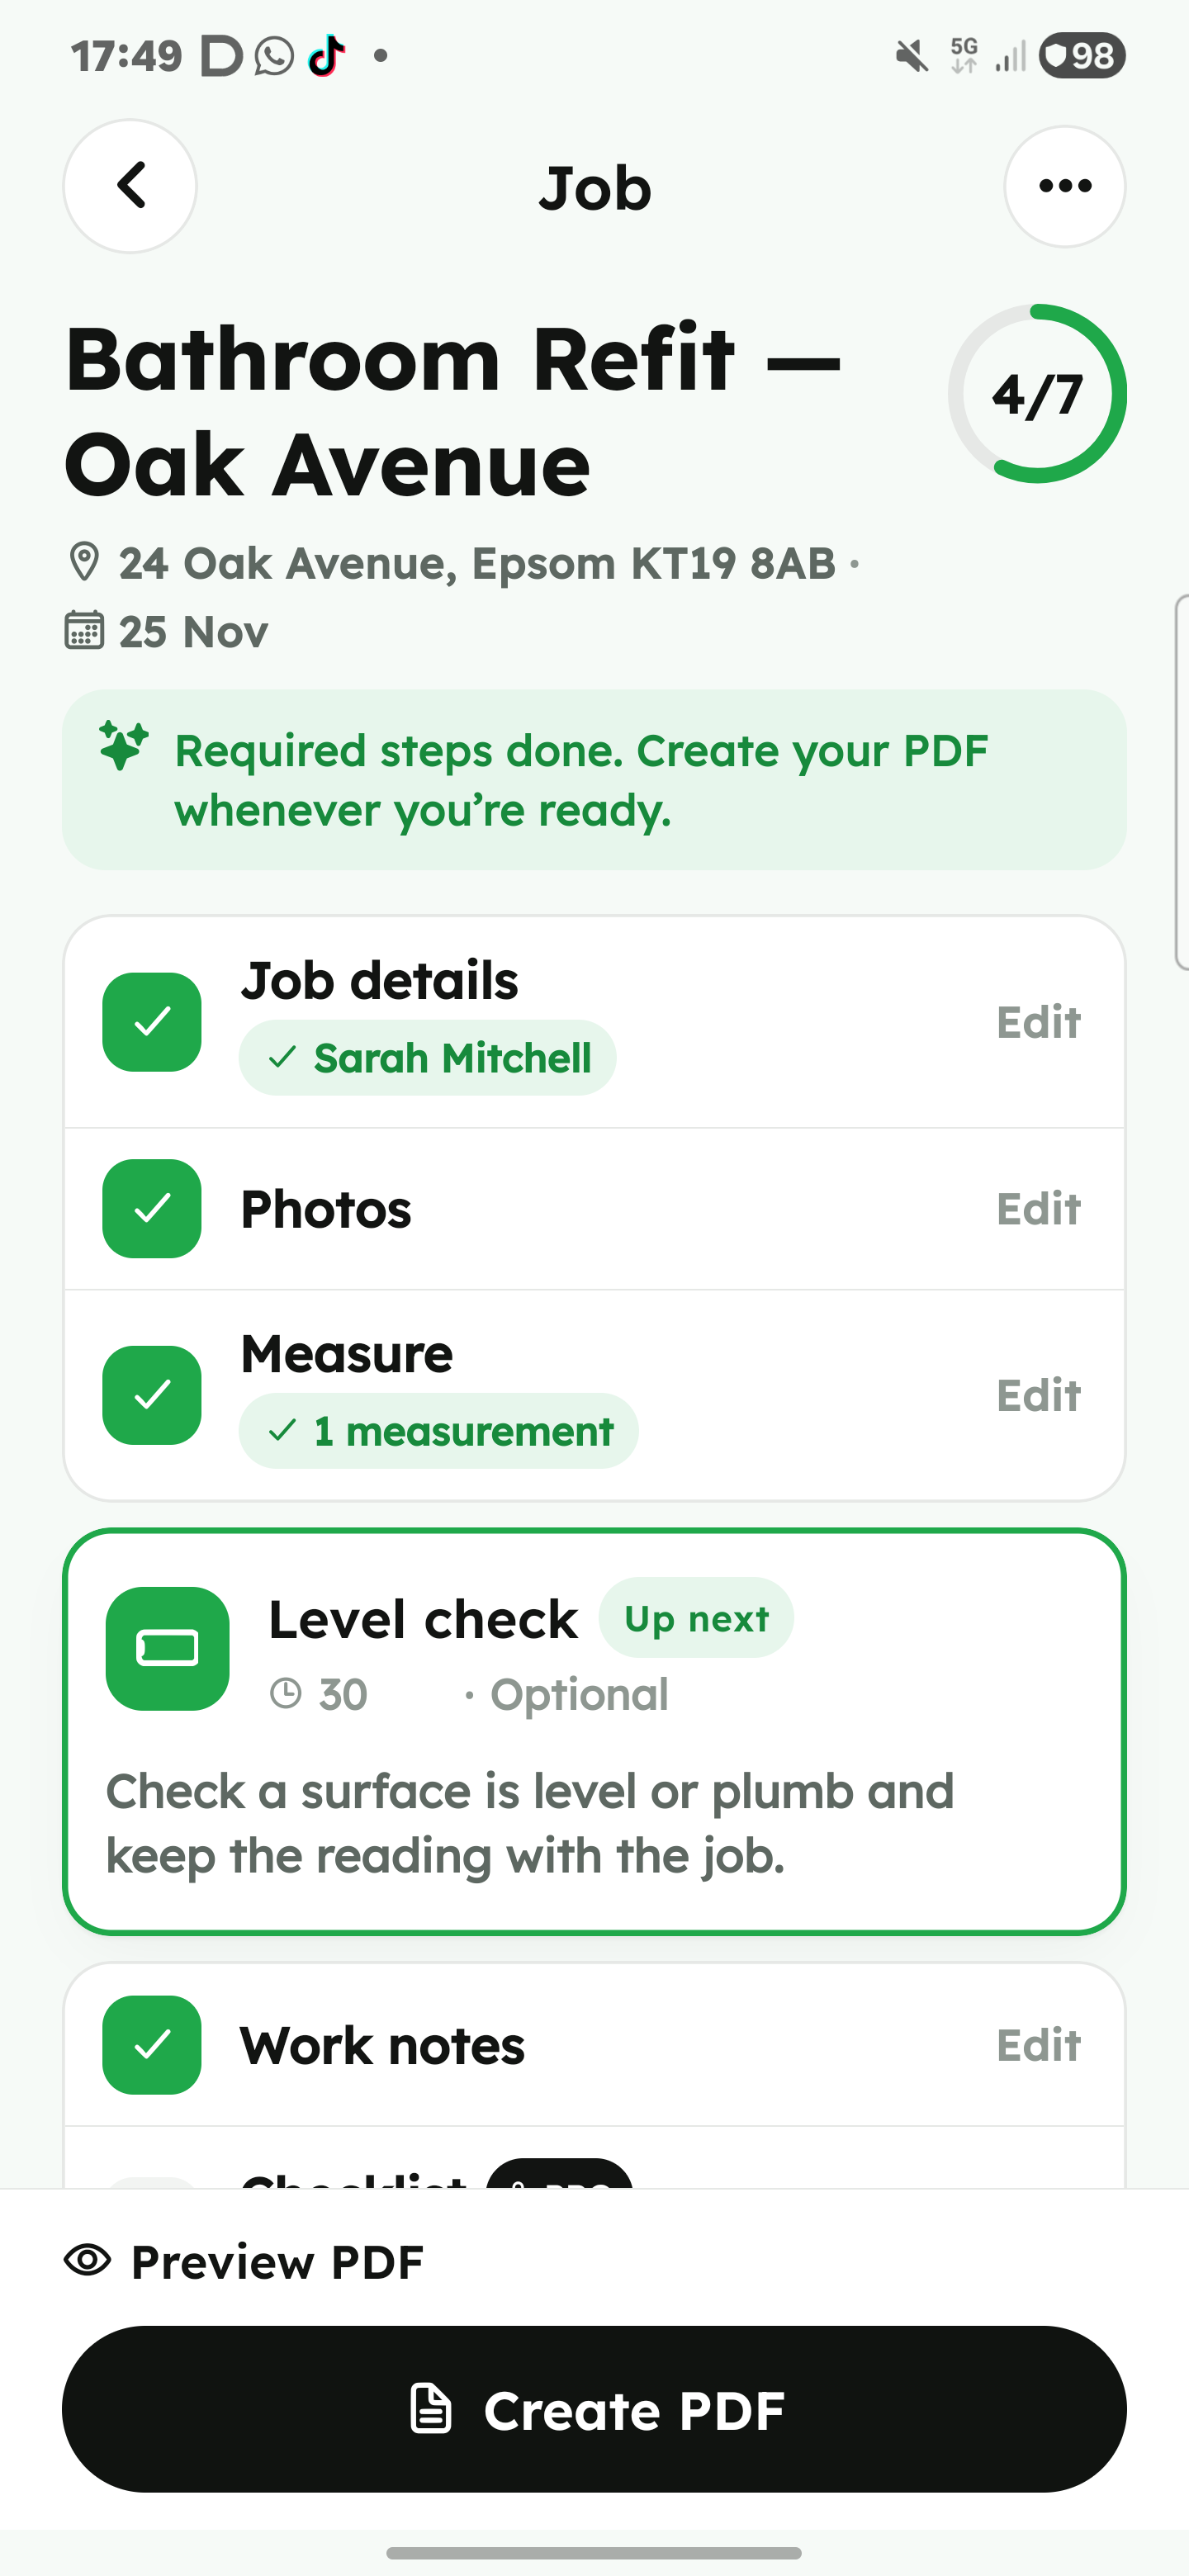 17:49
5G
98
Job
Bathroom Refit —
Oak Avenue
4/7
24 Oak Avenue, Epsom KT19 8AB ·
25 Nov
Required steps done. Create your PDF
whenever you’re ready.
Job details
Edit
Sarah Mitchell
Photos
Edit
Measure
Edit
1 measurement
Level check
Up next
30 · Optional
Check a surface is level or plumb and
keep the reading with the job.
Work notes
Edit
Checklist
Preview PDF
Create PDF